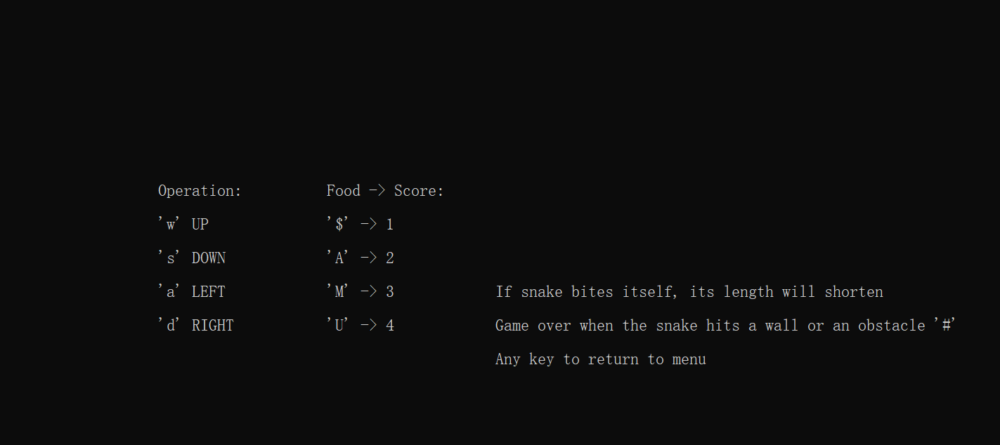 Operation: Food -> Score:
'w' UP '$' -> 1
's' DOWN 'A' -> 2
'a' LEFT 'M' -> 3 If snake bites itself, its length will shorten
'd' RIGHT 'U' -> 4 Game over when the snake hits a wall or an obstacle '#'
Any key to return to menu